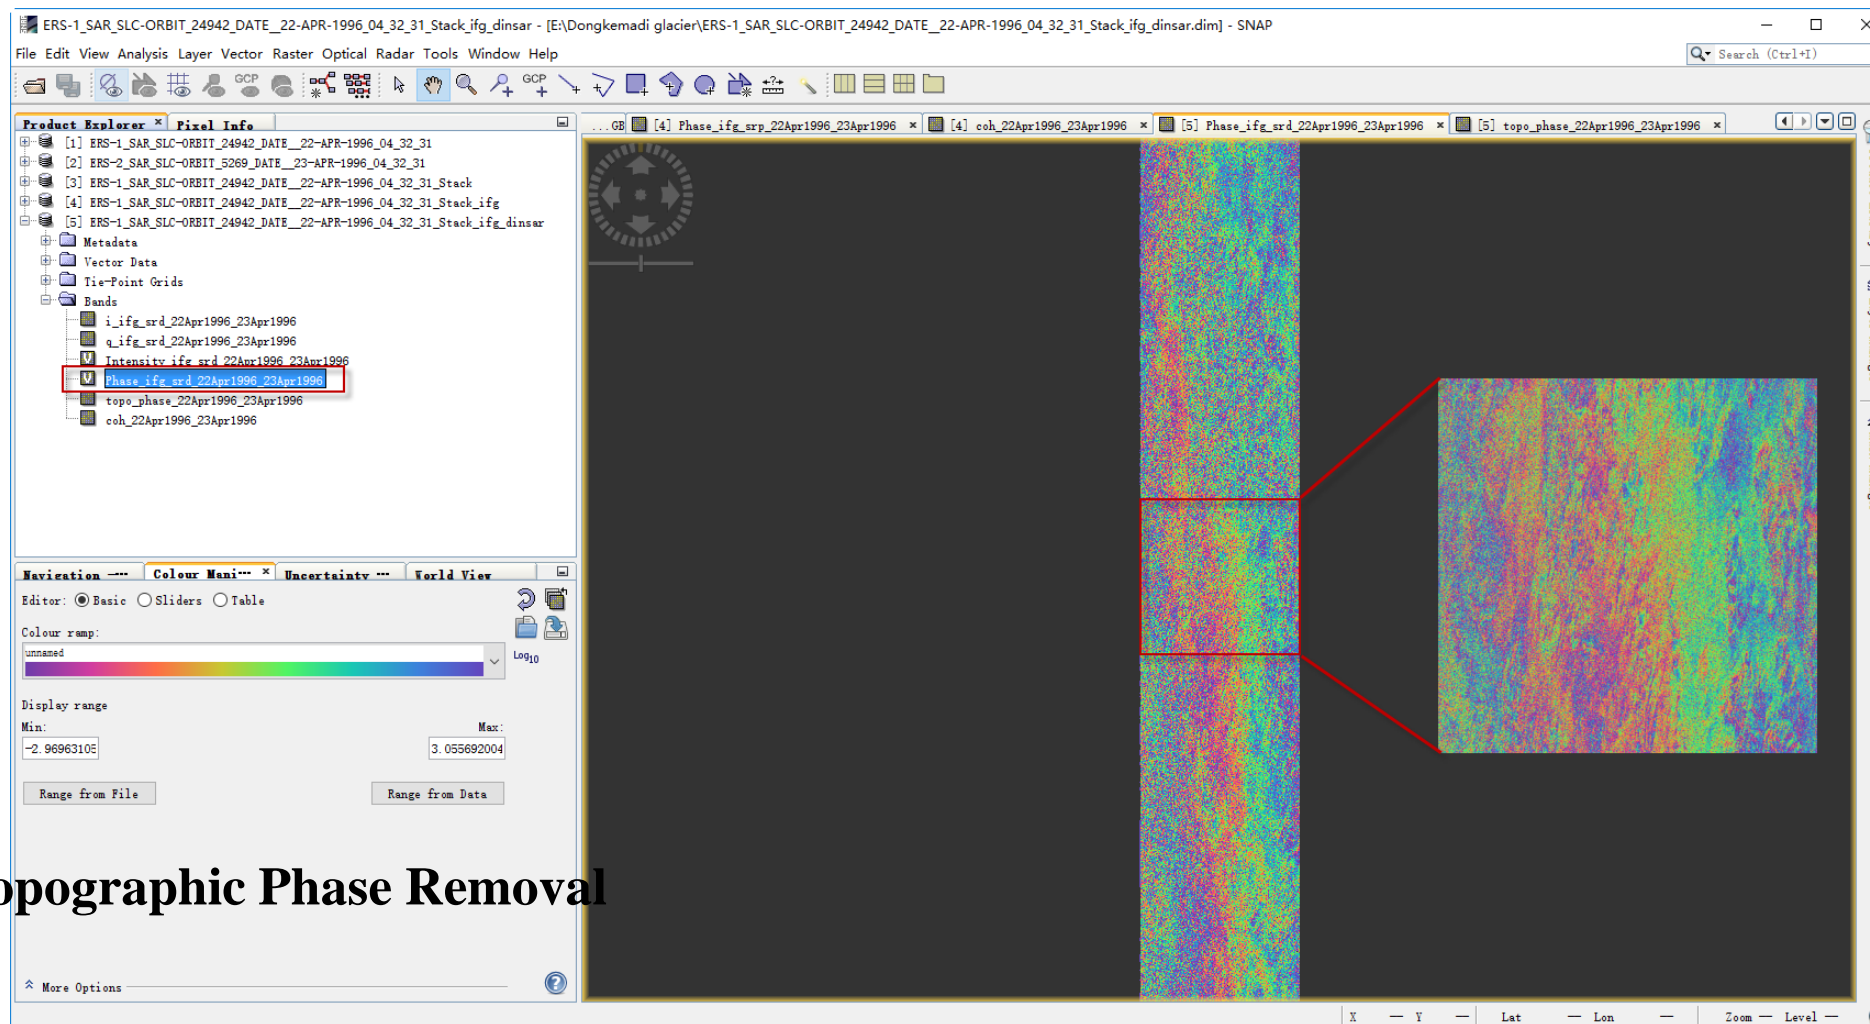 ERS-1_SAR_SLC-ORBIT_24942_DATE__22-APR-1996_04_32_31_Stack_ifg_dinsar - [E:\Dongkemadi glacier\ERS-1_SAR_SLC-ORBIT_24942_DATE__22-APR-1996_04_32_31_Stack_ifg_dinsar.dim] - SNAP
File Edit View Analysis Layer Vector Raster Optical Radar Tools Window Help
Search (Ctrl+I)
GCP GCP
Product Explorer Pixel Info
...GB [4] Phase_ifg_srp_22Apr1996_23Apr1996 [4] coh_22Apr1996_23Apr1996 [5] Phase_ifg_srd_22Apr1996_23Apr1996 [5] topo_phase_22Apr1996_23Apr1996
[1] ERS-1_SAR_SLC-ORBIT_24942_DATE__22-APR-1996_04_32_31
[2] ERS-2_SAR_SLC-ORBIT_5269_DATE__23-APR-1996_04_32_31
[3] ERS-1_SAR_SLC-ORBIT_24942_DATE__22-APR-1996_04_32_31_Stack
[4] ERS-1_SAR_SLC-ORBIT_24942_DATE__22-APR-1996_04_32_31_Stack_ifg
[5] ERS-1_SAR_SLC-ORBIT_24942_DATE__22-APR-1996_04_32_31_Stack_ifg_dinsar
Metadata
Vector Data
Tie-Point Grids
Bands
i_ifg_srd_22Apr1996_23Apr1996
q_ifg_srd_22Apr1996_23Apr1996
Intensity_ifg_srd_22Apr1996_23Apr1996
Phase_ifg_srd_22Apr1996_23Apr1996
topo_phase_22Apr1996_23Apr1996
coh_22Apr1996_23Apr1996
Navigation -··· Colour Mani··· Uncertainty ··· World View
Editor: Basic Sliders Table
Colour ramp:
unnamed
Log10
Display range
Min: Max:
-2.96963105 3.055692004
Range from File Range from Data
opographic Phase Removal
More Options
X — Y — Lat — Lon — Zoom — Level —